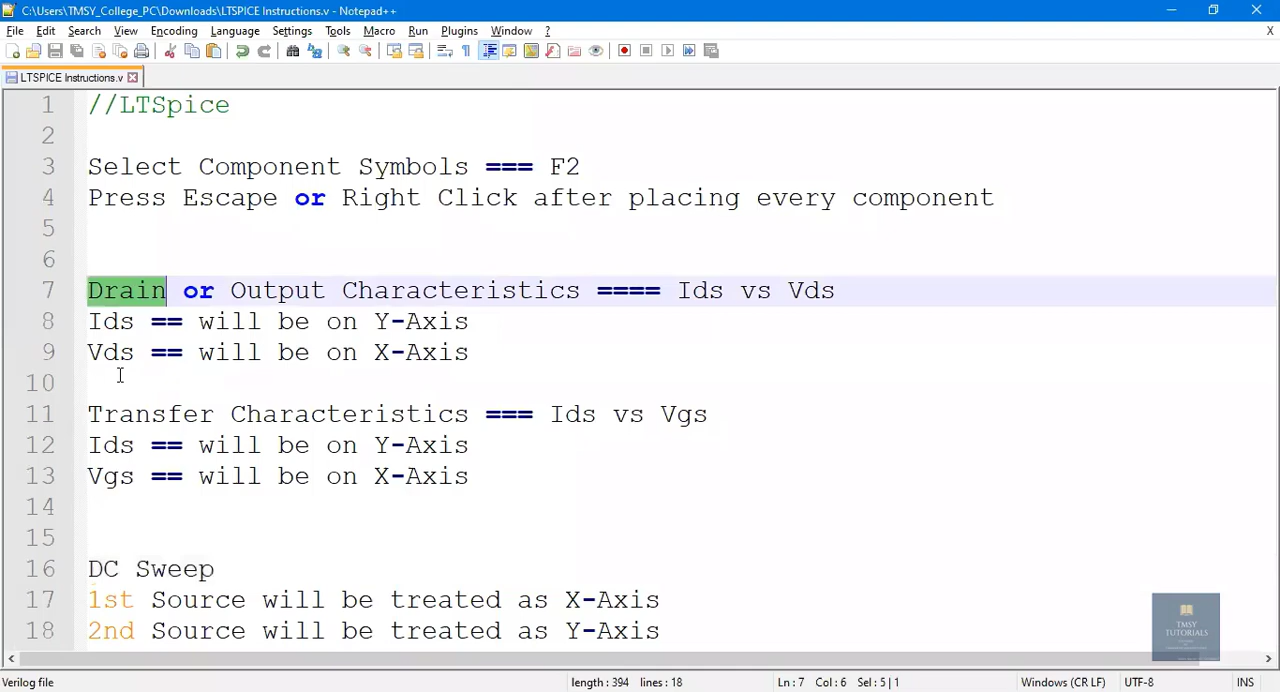 C:\Users\TMSY_College_PC\Downloads\LTSPICE Instructions.v - Notepad++
File Edit Search View Encoding Language Settings Tools Macro Run Plugins Window ? X
LTSPICE Instructions.v
1 //LTSpice
2
3 Select Component Symbols === F2
4 Press Escape or Right Click after placing every component
5
6
7 Drain or Output Characteristics ==== Ids vs Vds
8 Ids == will be on Y-Axis
9 Vds == will be on X-Axis
10
11 Transfer Characteristics === Ids vs Vgs
12 Ids == will be on Y-Axis
13 Vgs == will be on X-Axis
14
15
16 DC Sweep
17 1st Source will be treated as X-Axis
18 2nd Source will be treated as Y-Axis
TMSY
TUTORIALS
Verilog file length : 394 lines : 18 Ln : 7 Col : 6 Sel : 5 | 1 Windows (CR LF) UTF-8 INS